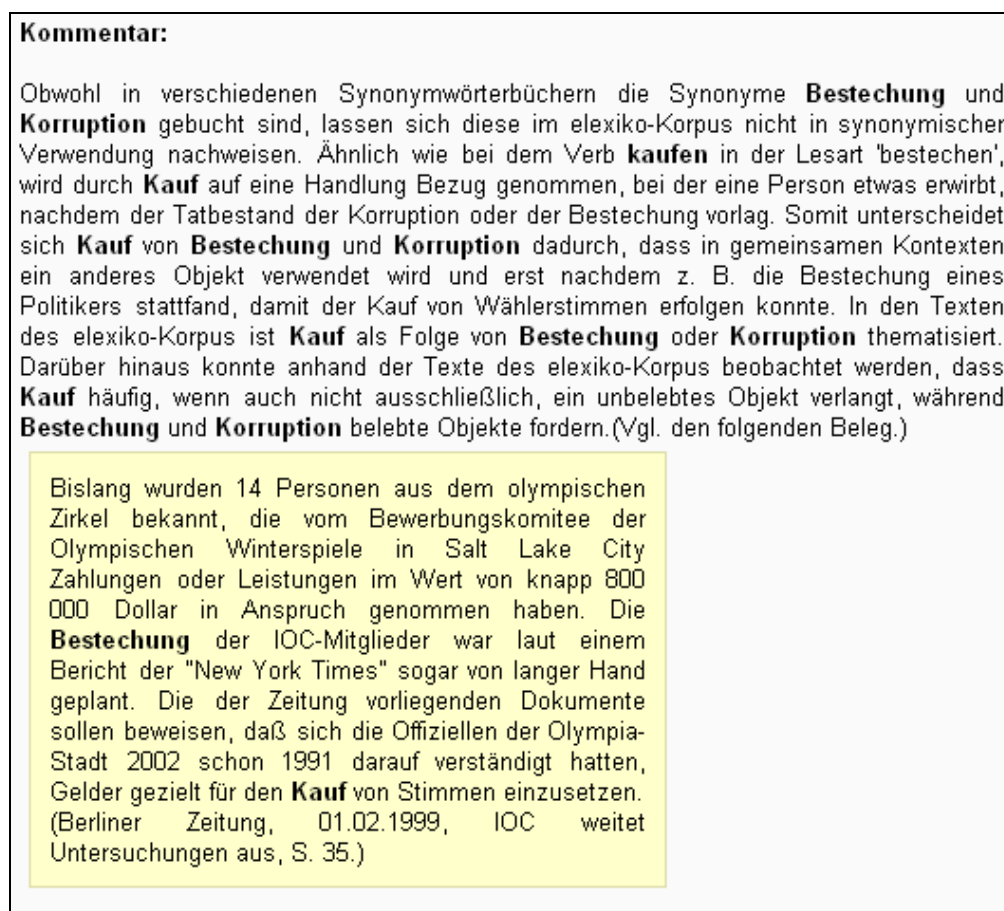 Kommentar:
Obwohl in verschiedenen Synonymwörterbüchern die Synonyme Bestechung und
Korruption gebucht sind, lassen sich diese im elexiko-Korpus nicht in synonymischer
Verwendung nachweisen. Ähnlich wie bei dem Verb kaufen in der Lesart 'bestechen',
wird durch Kauf auf eine Handlung Bezug genommen, bei der eine Person etwas erwirbt,
nachdem der Tatbestand der Korruption oder der Bestechung vorlag. Somit unterscheidet
sich Kauf von Bestechung und Korruption dadurch, dass in gemeinsamen Kontexten
ein anderes Objekt verwendet wird und erst nachdem z. B. die Bestechung eines
Politikers stattfand, damit der Kauf von Wählerstimmen erfolgen konnte. In den Texten
des elexiko-Korpus ist Kauf als Folge von Bestechung oder Korruption thematisiert.
Darüber hinaus konnte anhand der Texte des elexiko-Korpus beobachtet werden, dass
Kauf häufig, wenn auch nicht ausschließlich, ein unbelebtes Objekt verlangt, während
Bestechung und Korruption belebte Objekte fordern.(Vgl. den folgenden Beleg.)
Bislang wurden 14 Personen aus dem olympischen
Zirkel bekannt, die vom Bewerbungskomitee der
Olympischen Winterspiele in Salt Lake City
Zahlungen oder Leistungen im Wert von knapp 800
000 Dollar in Anspruch genommen haben. Die
Bestechung der IOC-Mitglieder war laut einem
Bericht der "New York Times" sogar von langer Hand
geplant. Die der Zeitung vorliegenden Dokumente
sollen beweisen, daß sich die Offiziellen der Olympia-
Stadt 2002 schon 1991 darauf verständigt hatten,
Gelder gezielt für den Kauf von Stimmen einzusetzen.
(Berliner Zeitung, 01.02.1999, IOC weitet
Untersuchungen aus, S. 35.)